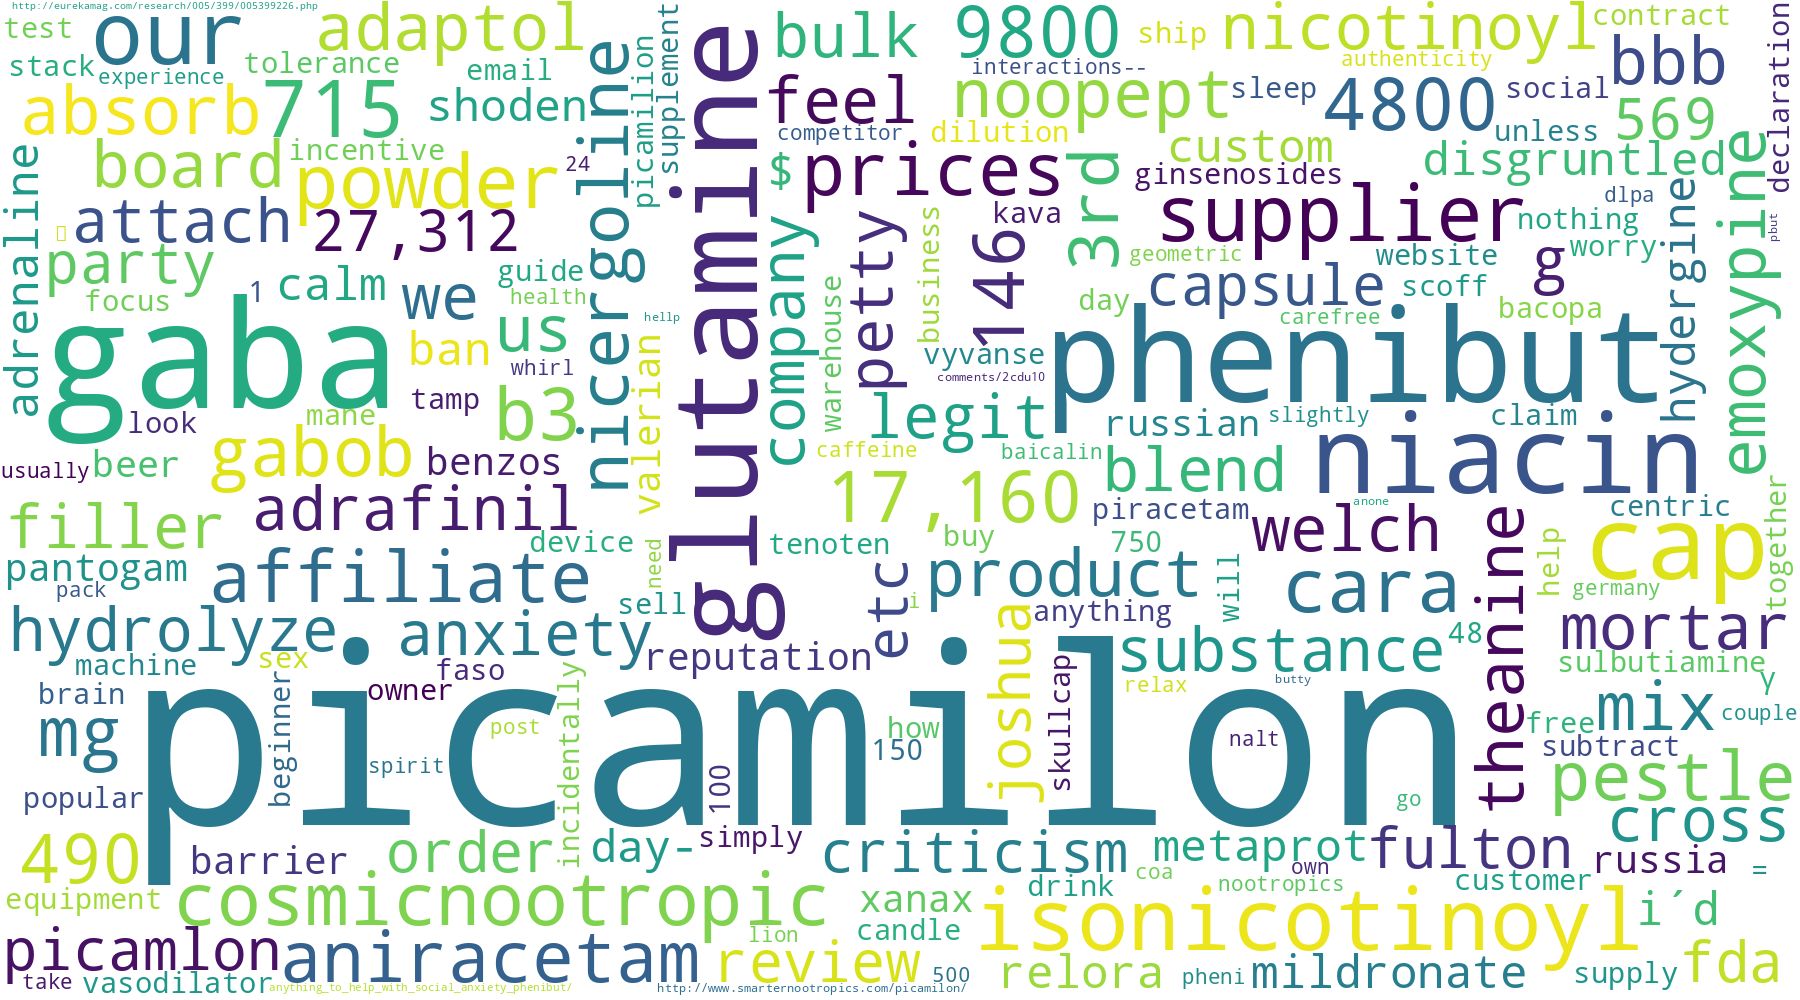 http://eurekamag.com/research/005/399/005399226.php
test
our
adaptol
stack
experience
tolerance
email
absorb
715
shoden
picamilion
supplement
nicergoline
glutamine
bulk
9800
ship
nicotinoyl
contract
declaration
interactions--
authenticity
feel
noopept
sleep
4800
social
bbb
competitor
dilution
unless
569
custom
disgruntled
board
incentive
powder
24
$
prices
3rd
ginsenosides
dlpa
adrenaline
attach
27,312
company
petty
business
kava
146
supplier
nothing
hydergine
emoxypine
pbut
party
guide
geometric
website
worry
g
focus
1
calm
we
health
us
warehouse
day
capsule
scoff
bacopa
gaba
ban
whirl
hellp
valerian
vyvanse
comments/2cdu10
phenibut
carefree
look
mane
tamp
b3
legit
russian
slightly
claim
niacin
usually
beer
gabob
benzos
caffeine
baicalin
blend
together
filler
adrafinil
17,160
piracetam
anone
welch
centric
theanine
cap
pantogam
pack
affiliate
device
need
tenoten
buy
750
etc
product
will
cara
help
germany
hydrolyze
anxiety
sell
i
joshua
anything
substance
48
mortar
machine
sex
faso
reputation
skullcap
relax
butty
sulbutiamine
γ
brain
owner
incidentally
mg
beginner
post
picamilon
how
150
nalt
free
mix
couple
spirit
subtract
popular
100
go
pestle
490
barrier
order
day-
simply
criticism
metaprot
own
fulton
cross
russia
=
equipment
cosmicnootropic
xanax
drink
coa
nootropics
customer
isonicotinoyl
i´d
picamlon
aniracetam
lion
review
candle
relora
pheni
mildronate
supply
fda
take
vasodilator
anything_to_help_with_social_anxiety_phenibut/
500
http://www.smarternootropics.com/picamilon/